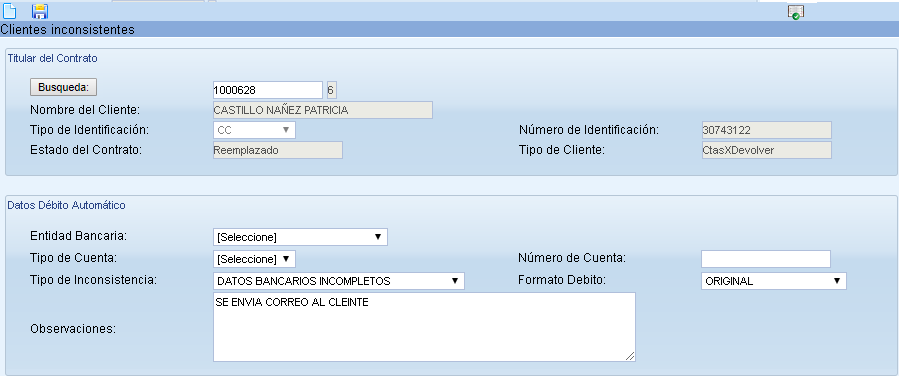 Clientes inconsistentes
Titular del Contrato
Busqueda: 1000628 6
Nombre del Cliente: CASTILLO NAÑEZ PATRICIA
Tipo de Identificación: CC Número de Identificación: 30743122
Estado del Contrato: Reemplazado Tipo de Cliente: CtasXDevolver
Datos Débito Automático
Entidad Bancaria: [Seleccione]
Tipo de Cuenta: [Seleccione] Número de Cuenta:
Tipo de Inconsistencia: DATOS BANCARIOS INCOMPLETOS Formato Debito: ORIGINAL
SE ENVIA CORREO AL CLEINTE
Observaciones: